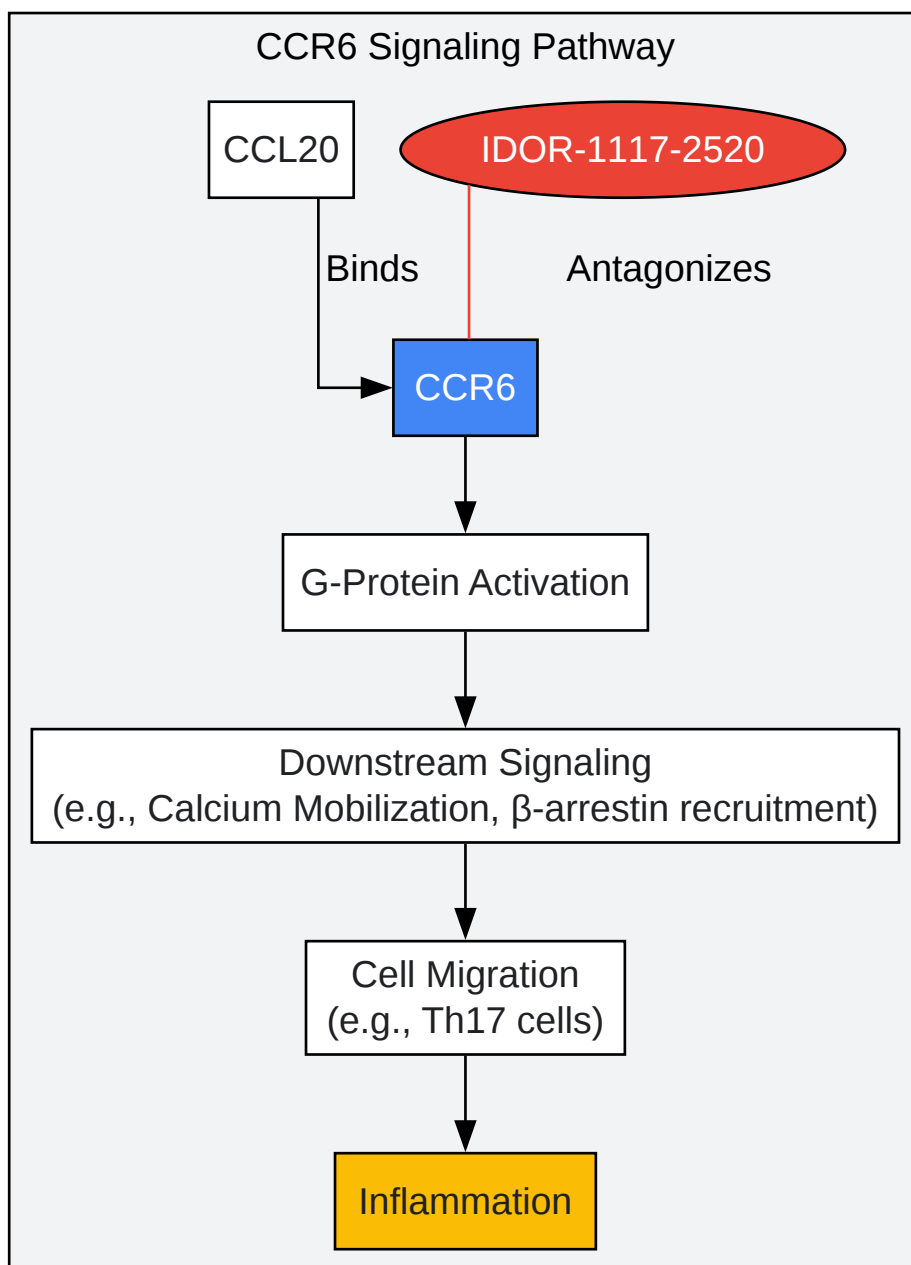 CCR6 Signaling Pathway
CCL20
IDOR-1117-2520
Binds
Antagonizes
CCR6
G-Protein Activation
Downstream Signaling
(e.g., Calcium Mobilization, β-arrestin recruitment)
Cell Migration
(e.g., Th17 cells)
Inflammation